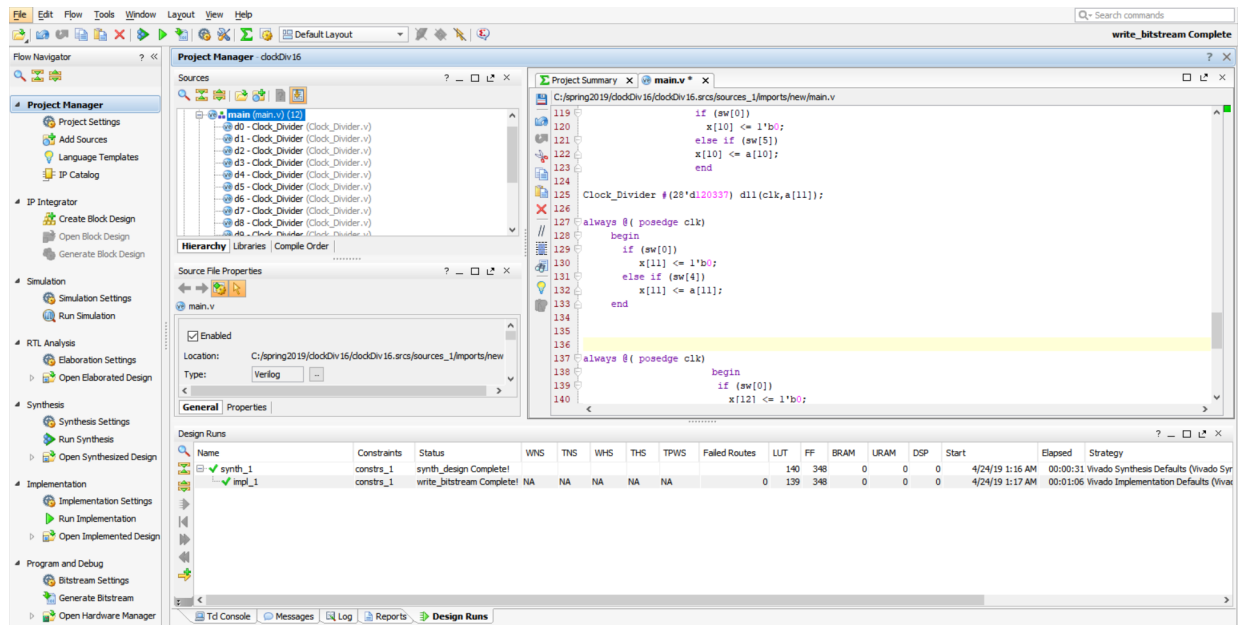 File Edit Flow Tools Window Layout View Help
Search commands
Default Layout
write_bitstream Complete
Flow Navigator
Project Manager
Project Settings
Add Sources
Language Templates
IP Catalog
IP Integrator
Create Block Design
Open Block Design
Generate Block Design
Simulation
Simulation Settings
Run Simulation
RTL Analysis
Elaboration Settings
Open Elaborated Design
Synthesis
Synthesis Settings
Run Synthesis
Open Synthesized Design
Implementation
Implementation Settings
Run Implementation
Open Implemented Design
Program and Debug
Bitstream Settings
Generate Bitstream
Open Hardware Manager
Project Manager - clockDiv16
Sources
main (main.v) (12)
d0 - Clock_Divider (Clock_Divider.v)
d1 - Clock_Divider (Clock_Divider.v)
d2 - Clock_Divider (Clock_Divider.v)
d3 - Clock_Divider (Clock_Divider.v)
d4 - Clock_Divider (Clock_Divider.v)
d5 - Clock_Divider (Clock_Divider.v)
d6 - Clock_Divider (Clock_Divider.v)
d7 - Clock_Divider (Clock_Divider.v)
d8 - Clock_Divider (Clock_Divider.v)
d9 - Clock_Divider (Clock_Divider.v)
Hierarchy Libraries Compile Order
Source File Properties
main.v
Enabled
Location: C:/spring2019/clockDiv16/clockDiv16.srcs/sources_1/imports/new
Type: Verilog ...
General Properties
Project Summary main.v *
C:/spring2019/clockDiv16/clockDiv16.srcs/sources_1/imports/new/main.v
119 if (sw[0])
120 x[10] <= 1'b0;
121 else if (sw[5])
122 x[10] <= a[10];
123 end
124
125 Clock_Divider #(28'd120337) d11(clk,a[11]);
126
127 always @( posedge clk)
128 begin
129 if (sw[0])
130 x[11] <= 1'b0;
131 else if (sw[4])
132 x[11] <= a[11];
133 end
134
135
136
137 always @( posedge clk)
138 begin
139 if (sw[0])
140 x[12] <= 1'b0;
Design Runs
Name Constraints Status WNS TNS WHS THS TPWS Failed Routes LUT FF BRAM URAM DSP Start Elapsed Strategy
synth_1 constrs_1 synth_design Complete! 140 348 0 0 0 4/24/19 1:16 AM 00:00:31 Vivado Synthesis Defaults (Vivado Syr
impl_1 constrs_1 write_bitstream Complete! NA NA NA NA NA 0 139 348 0 0 0 4/24/19 1:17 AM 00:01:06 Vivado Implementation Defaults (Vivac
Tcl Console Messages Log Reports Design Runs